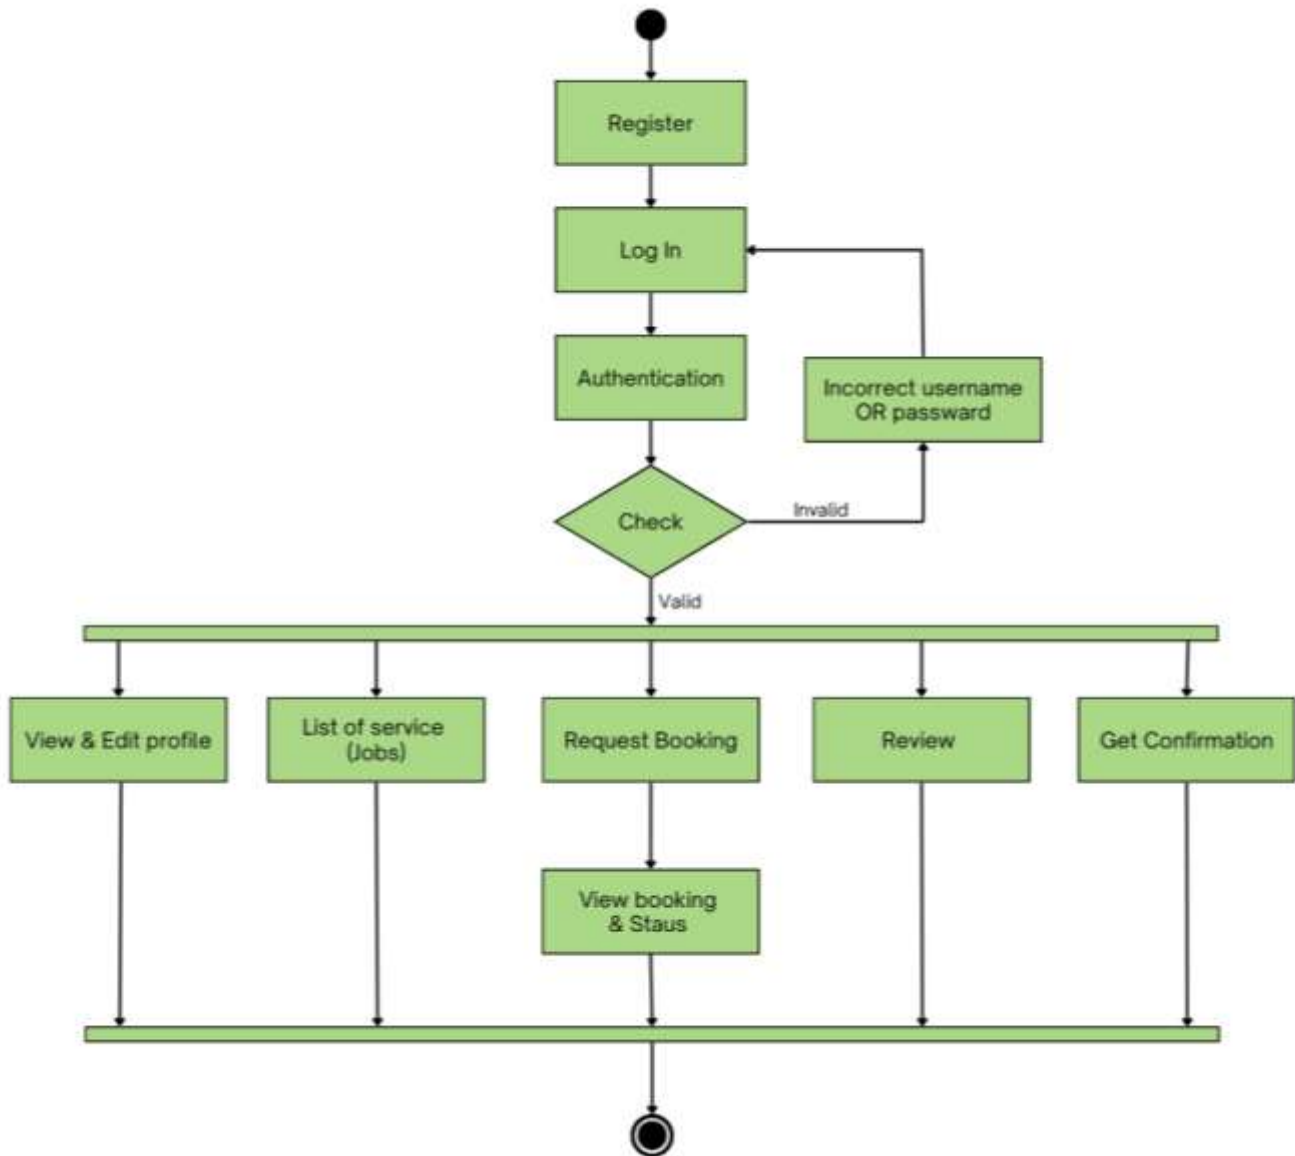 Register
Log In
Authentication
Incorrect username
OR passward
Check
Invalid
Valid
View & Edit profile
List of service
(Jobs)
Request Booking
Review
Get Confirmation
View booking
& Staus